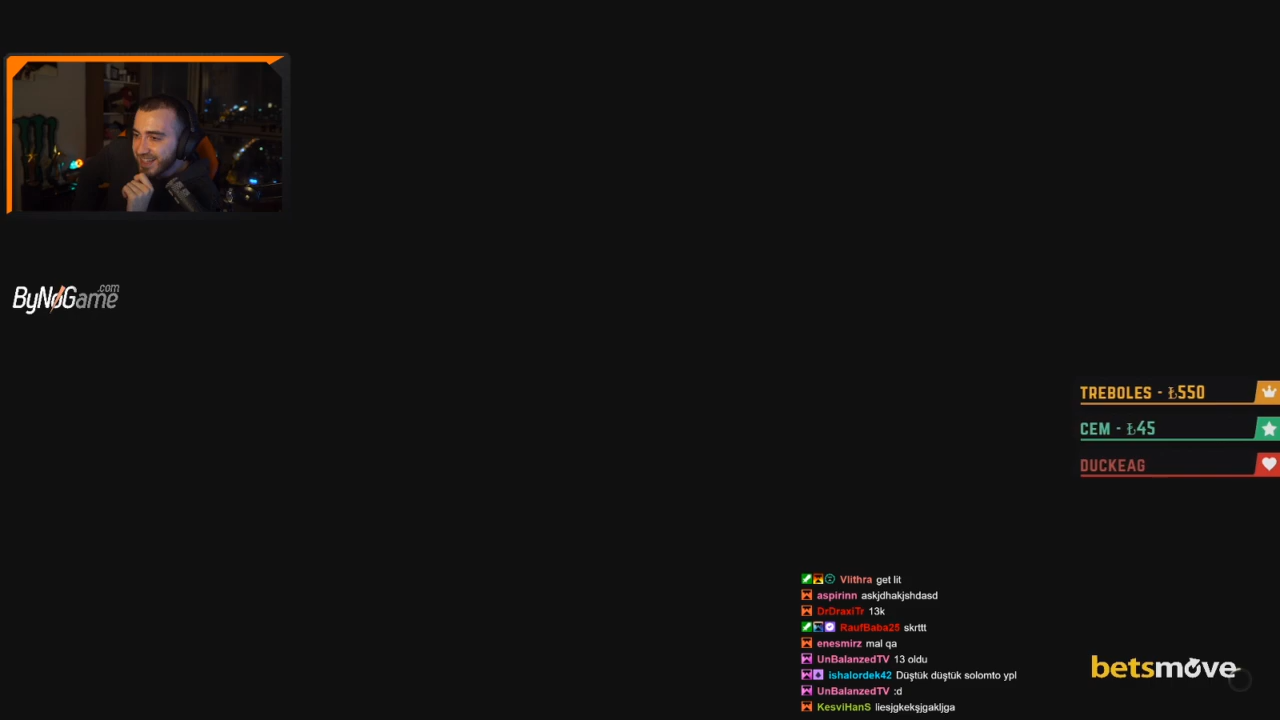 ByNoGame.com
TREBOLES - ₺550
CEM - ₺45
DUCKEAG
Vlithra get lit
aspirinn askjdhakjshdasd
DrDraxiTr 13k
RaufBaba25 skrttt
enesmirz mal qa
UnBalanzedTV 13 oldu
ishalordek42 Düştük düştük solomto ypl
UnBalanzedTV :d
KesviHanS liesjgkekşjgakljga
betsmove